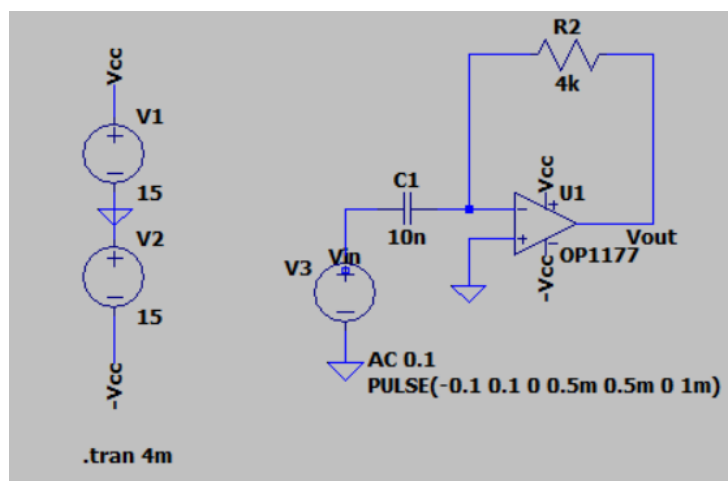 Vcc
V1
15
V2
15
-Vcc
.tran 4m
R2
4k
C1
10n
Vcc
U1
OP1177
-Vcc
Vout
V3
Vin
AC 0.1
PULSE(-0.1 0.1 0 0.5m 0.5m 0 1m)